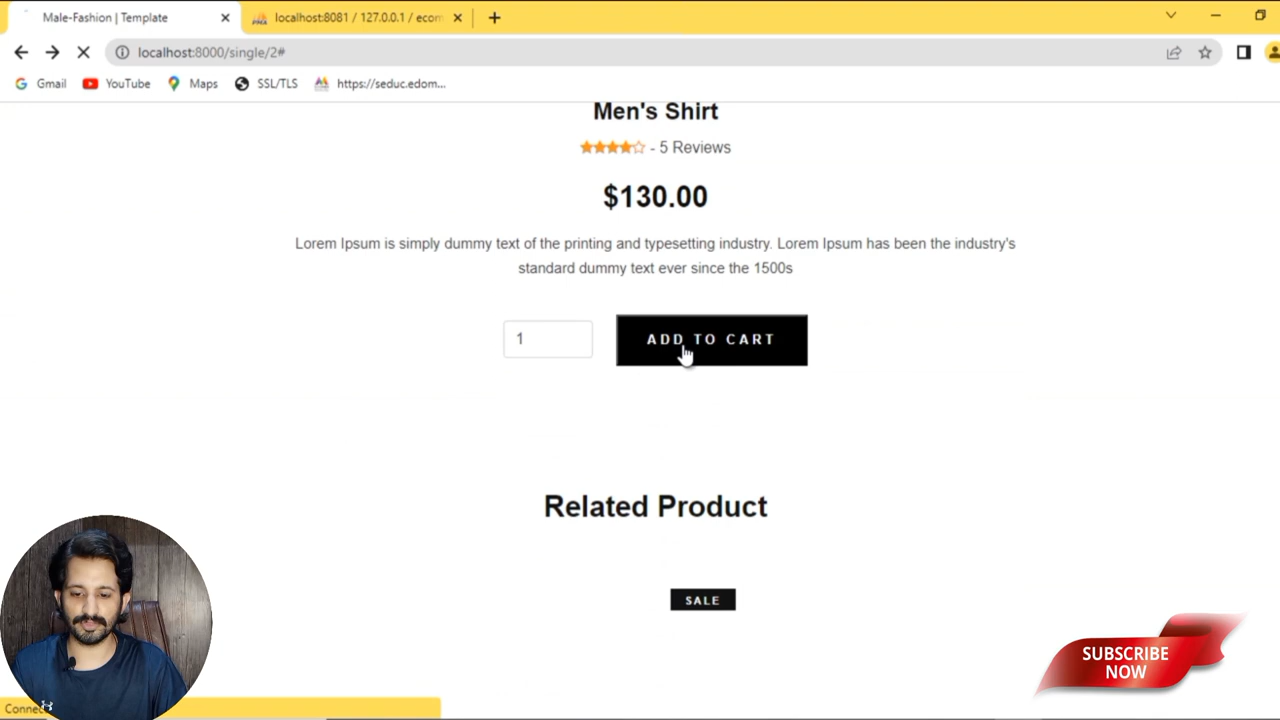 Male-Fashion | Template
localhost:8081 / 127.0.0.1 / ecom
localhost:8000/single/2#
Gmail YouTube Maps SSL/TLS https://seduc.edom...
Men's Shirt
- 5 Reviews
$130.00
Lorem Ipsum is simply dummy text of the printing and typesetting industry. Lorem Ipsum has been the industry's
standard dummy text ever since the 1500s
1 ADD TO CART
Related Product
SALE
SUBSCRIBE
NOW